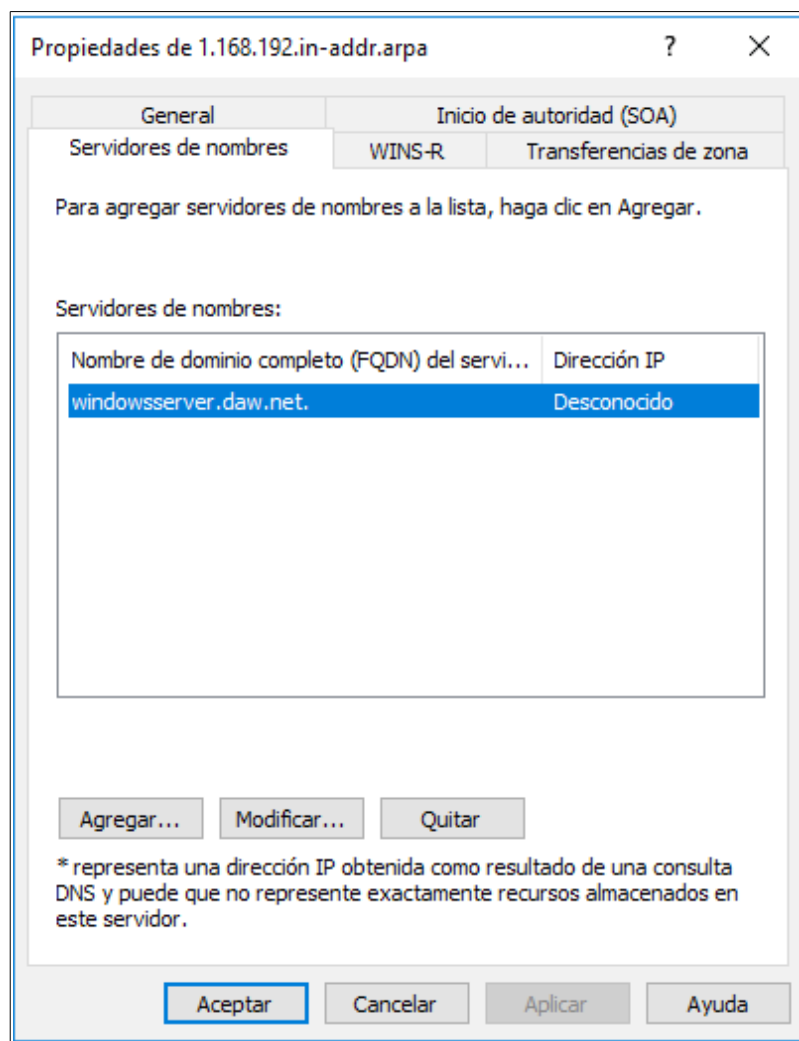 Propiedades de 1.168.192.in-addr.arpa ? ✕
General Inicio de autoridad (SOA)
Servidores de nombres WINS-R Transferencias de zona
Para agregar servidores de nombres a la lista, haga clic en Agregar.
Servidores de nombres:
Nombre de dominio completo (FQDN) del servi... Dirección IP
windowsserver.daw.net. Desconocido
Agregar... Modificar... Quitar
* representa una dirección IP obtenida como resultado de una consulta
DNS y puede que no represente exactamente recursos almacenados en
este servidor.
Aceptar Cancelar Aplicar Ayuda